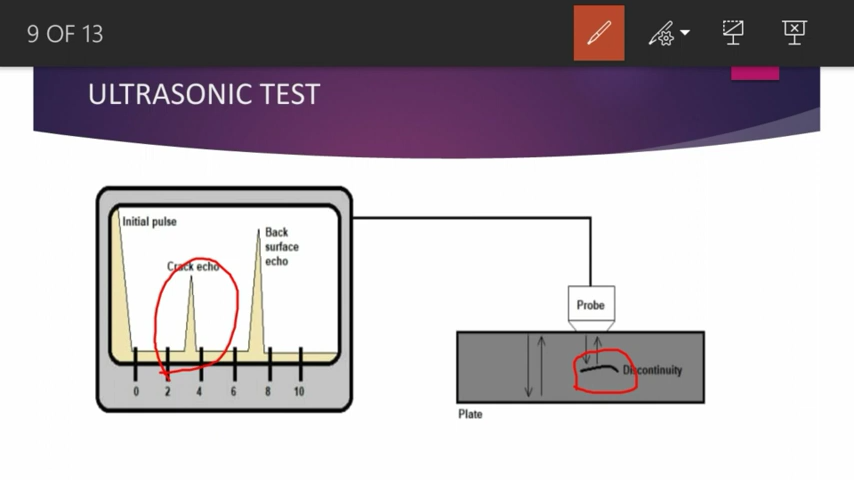 9 OF 13
ULTRASONIC TEST
Initial pulse
Crack echo
Back
surface
echo
0 2 4 6 8 10
Probe
Discontinuity
Plate